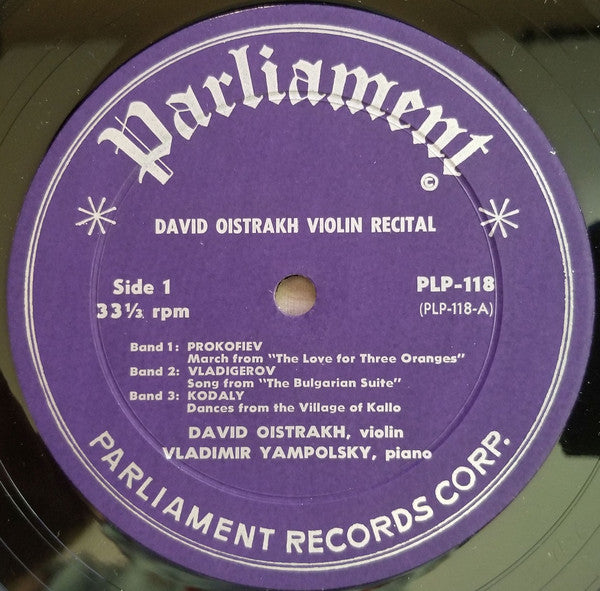 Parliament
©
DAVID OISTRAKH VIOLIN RECITAL
Side 1
33⅓ rpm
PLP-118
(PLP-118-A)
Band 1: PROKOFIEV
March from "The Love for Three Oranges"
Band 2: VLADIGEROV
Song from "The Bulgarian Suite"
Band 3: KODALY
Dances from the Village of Kallo
DAVID OISTRAKH, violin
VLADIMIR YAMPOLSKY, piano
PARLIAMENT RECORDS CORP.